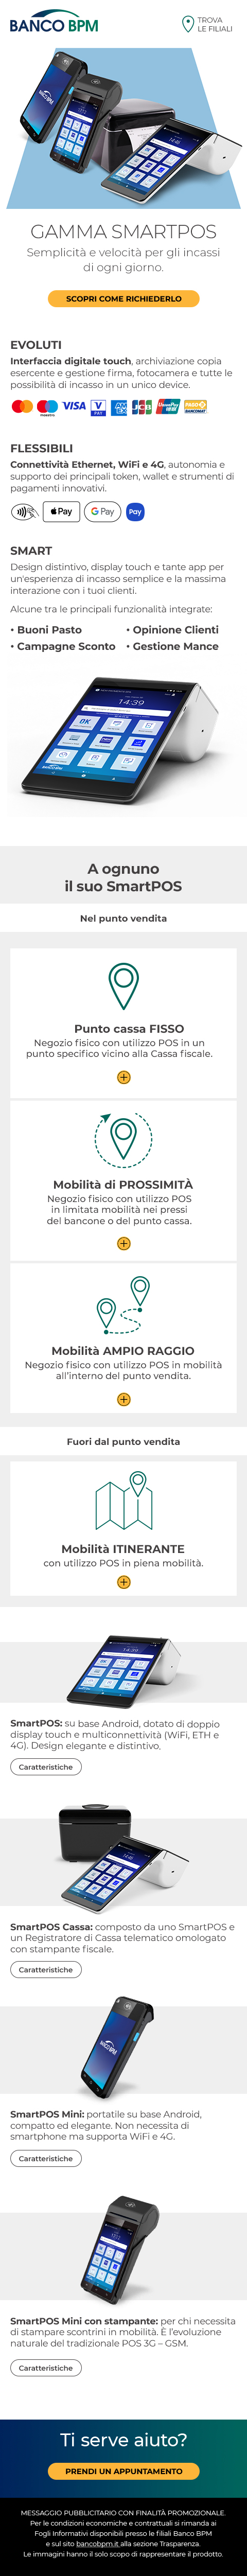 BANCO BPM
TROVA
LE FILIALI
GAMMA SMARTPOS
Semplicità e velocità per gli incassi
di ogni giorno.
SCOPRI COME RICHIEDERLO
EVOLUTI
Interfaccia digitale touch, archiviazione copia
esercente e gestione firma, fotocamera e tutte le
possibilità di incasso in un unico device.
VISA
V PAY
AM EX
JCB
UnionPay
PAGO BANCOMAT
FLESSIBILI
Connettività Ethernet, WiFi e 4G, autonomia e
supporto dei principali token, wallet e strumenti di
pagamenti innovativi.
Pay
G Pay
Pay
SMART
Design distintivo, display touch e tante app per
un'esperienza di incasso semplice e la massima
interazione con i tuoi clienti.
Alcune tra le principali funzionalità integrate:
• Buoni Pasto • Opinione Clienti
• Campagne Sconto • Gestione Mance
14:39
A ognuno
il suo SmartPOS
Nel punto vendita
Punto cassa FISSO
Negozio fisico con utilizzo POS in un
punto specifico vicino alla Cassa fiscale.
+
Mobilità di PROSSIMITÀ
Negozio fisico con utilizzo POS
in limitata mobilità nei pressi
del bancone o del punto cassa.
+
Mobilità AMPIO RAGGIO
Negozio fisico con utilizzo POS in mobilità
all'interno del punto vendita.
+
Fuori dal punto vendita
Mobilità ITINERANTE
con utilizzo POS in piena mobilità.
+
SmartPOS: su base Android, dotato di doppio
display touch e multiconnettività (WiFi, ETH e
4G). Design elegante e distintivo.
Caratteristiche
SmartPOS Cassa: composto da uno SmartPOS e
un Registratore di Cassa telematico omologato
con stampante fiscale.
Caratteristiche
SmartPOS Mini: portatile su base Android,
compatto ed elegante. Non necessita di
smartphone ma supporta WiFi e 4G.
Caratteristiche
SmartPOS Mini con stampante: per chi necessita
di stampare scontrini in mobilità. È l'evoluzione
naturale del tradizionale POS 3G – GSM.
Caratteristiche
Ti serve aiuto?
PRENDI UN APPUNTAMENTO
MESSAGGIO PUBBLICITARIO CON FINALITÀ PROMOZIONALE.
Per le condizioni economiche e contrattuali si rimanda ai
Fogli Informativi disponibili presso le filiali Banco BPM
e sul sito bancobpm.it alla sezione Trasparenza.
Le immagini hanno il solo scopo di rappresentare il prodotto.